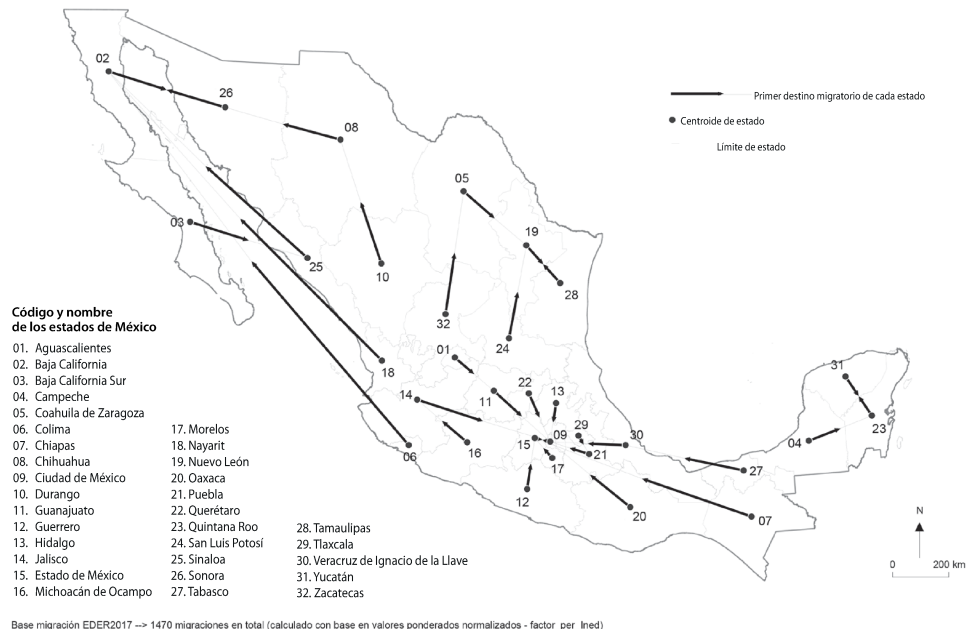 02
26
08
Primer destino migratorio de cada estado
Centroide de estado
Límite de estado
05
03
19
25
10
28
32
24
01
18
31
22
13
14
11
29
23
15
09
30
04
06
16
21
17
27
12
20
07
Código y nombre
de los estados de México
01. Aguascalientes
02. Baja California
03. Baja California Sur
04. Campeche
05. Coahuila de Zaragoza
06. Colima
07. Chiapas
08. Chihuahua
09. Ciudad de México
10. Durango
11. Guanajuato
12. Guerrero
13. Hidalgo
14. Jalisco
15. Estado de México
16. Michoacán de Ocampo
17. Morelos
18. Nayarit
19. Nuevo León
20. Oaxaca
21. Puebla
22. Querétaro
23. Quintana Roo
24. San Luis Potosí
25. Sinaloa
26. Sonora
27. Tabasco
28. Tamaulipas
29. Tlaxcala
30. Veracruz de Ignacio de la Llave
31. Yucatán
32. Zacatecas
N
0 200 km
Base migración EDER2017 --> 1470 migraciones en total (calculado con base en valores ponderados normalizados - factor_per_Ined)